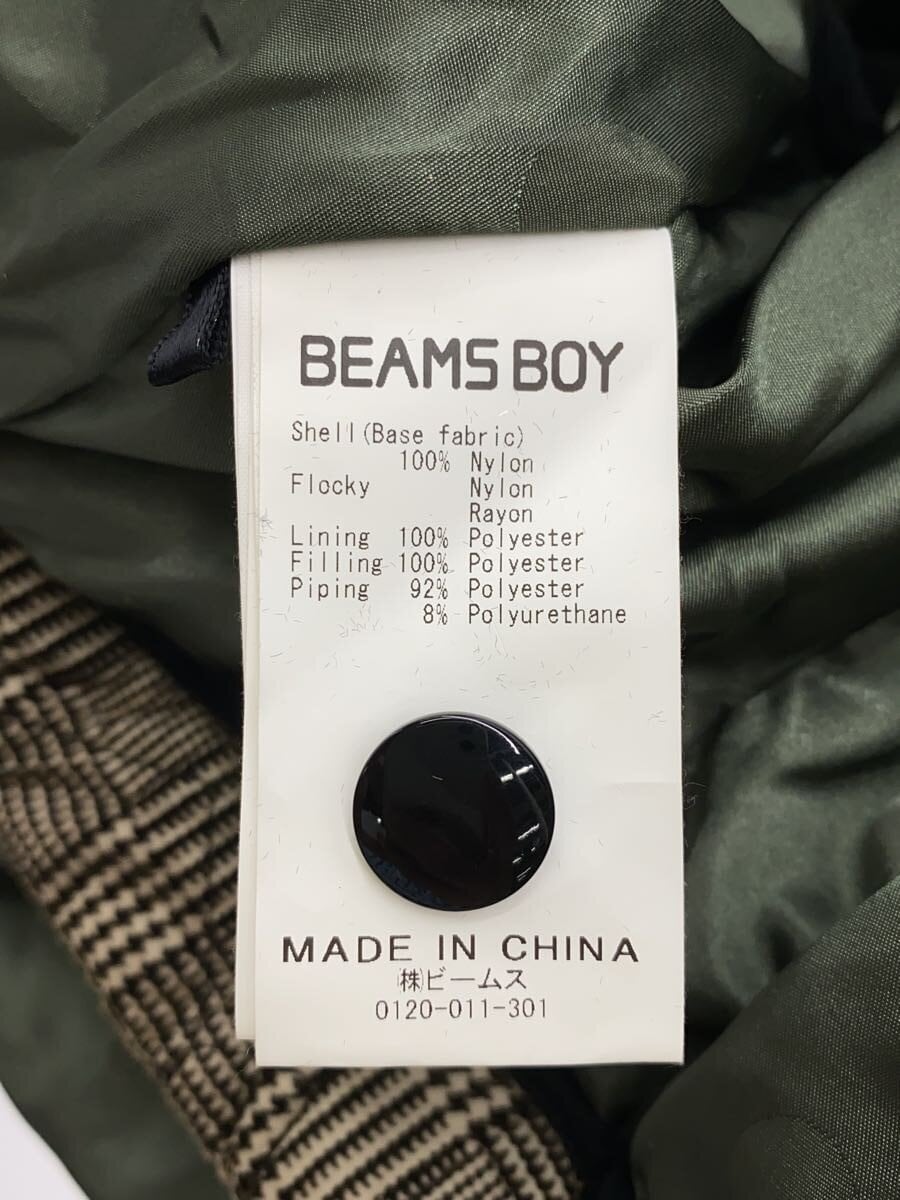 BEAMS BOY
Shell(Base fabric)
100% Nylon
Flocky Nylon
Rayon
Lining 100% Polyester
Filling 100% Polyester
Piping 92% Polyester
8% Polyurethane
MADE IN CHINA
㈱ビームス
0120-011-301